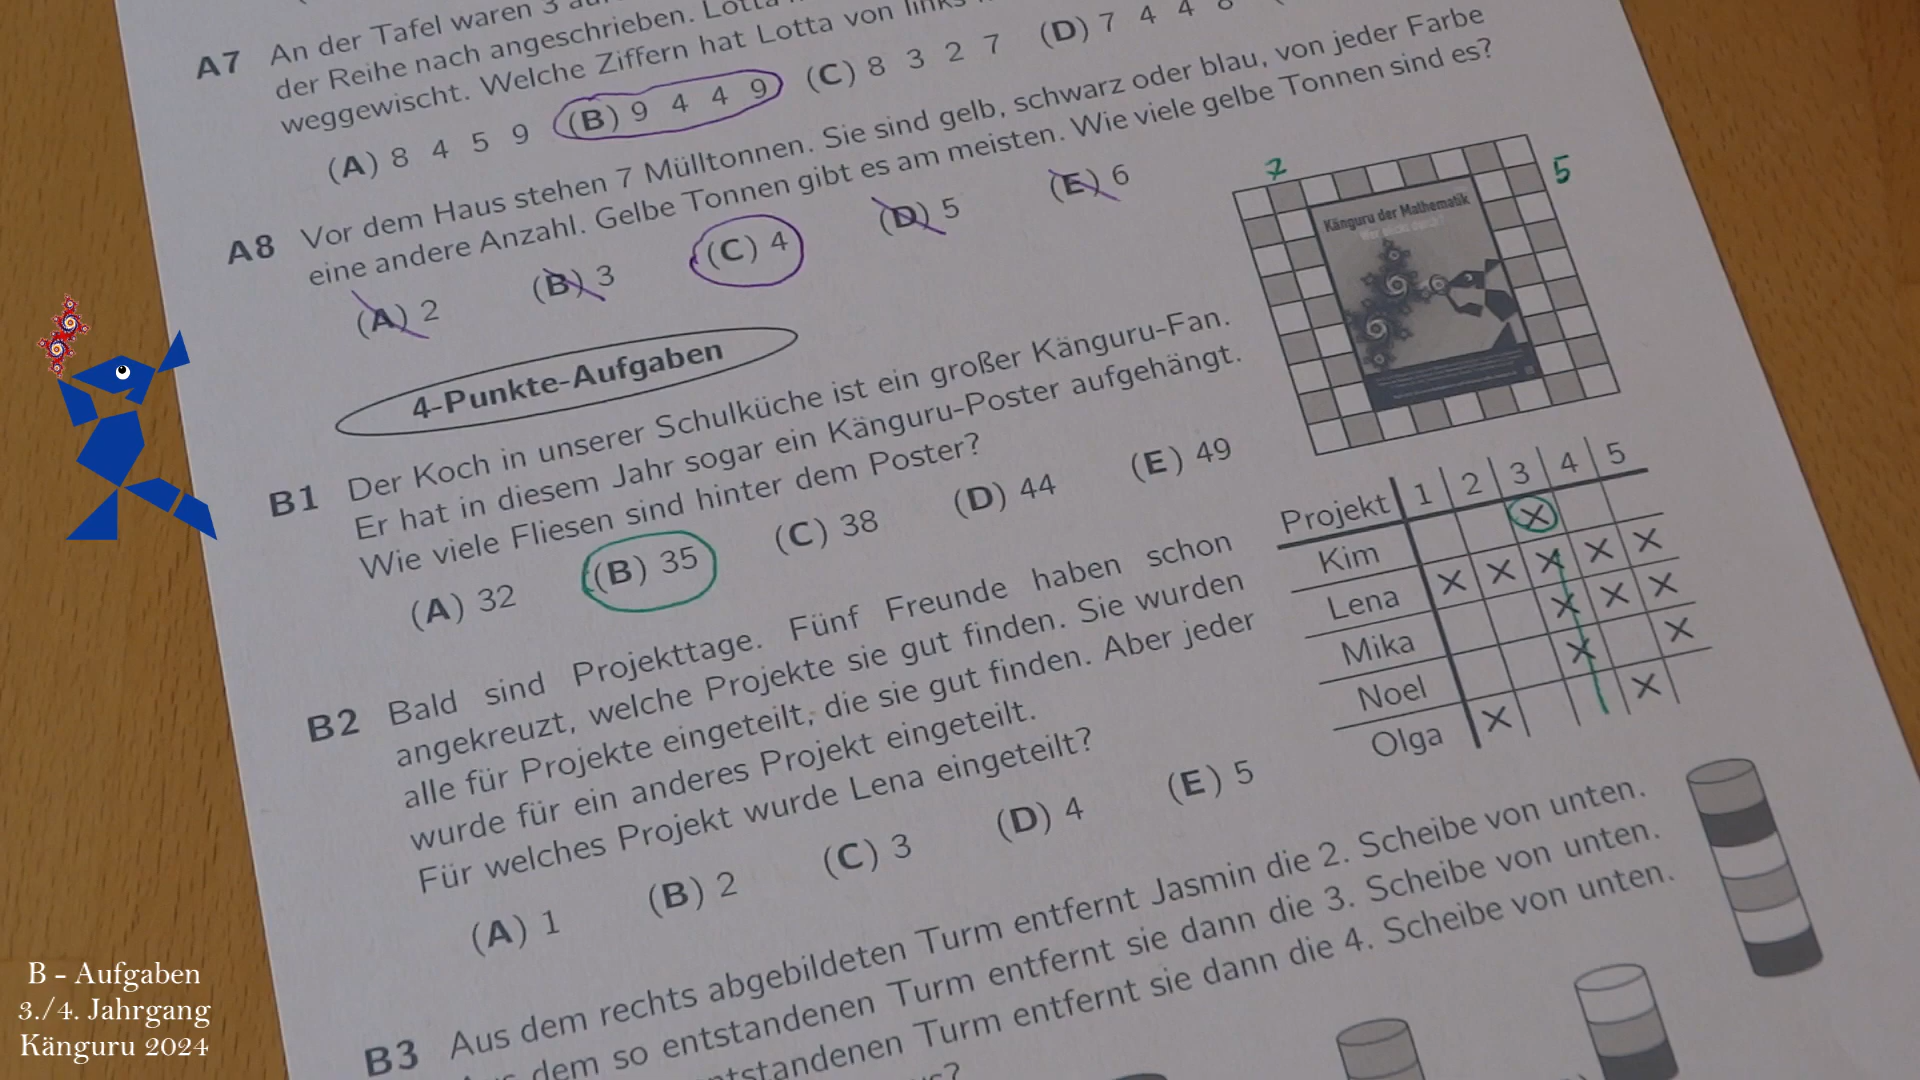 A7 An der Tafel waren 3
der Reihe nach angeschrieben.
weggewischt. Welche Ziffern hat Lotta von links
(A) 8 4 5 9 (B) 9 4 4 9 (C) 8 3 2 7 (D) 7 4 4
A8 Vor dem Haus stehen 7 Mülltonnen. Sie sind gelb, schwarz oder blau, von jeder Farbe
eine andere Anzahl. Gelbe Tonnen gibt es am meisten. Wie viele gelbe Tonnen sind es?
(A) 2 (B) 3 (C) 4 (D) 5 (E) 6
4-Punkte-Aufgaben
7
5
Känguru der Mathematik
B1 Der Koch in unserer Schulküche ist ein großer Känguru-Fan.
Er hat in diesem Jahr sogar ein Känguru-Poster aufgehängt.
Wie viele Fliesen sind hinter dem Poster?
(A) 32 (B) 35 (C) 38 (D) 44 (E) 49
B2 Bald sind Projekttage. Fünf Freunde haben schon
angekreuzt, welche Projekte sie gut finden. Sie wurden
alle für Projekte eingeteilt, die sie gut finden. Aber jeder
wurde für ein anderes Projekt eingeteilt.
Für welches Projekt wurde Lena eingeteilt?
(A) 1 (B) 2 (C) 3 (D) 4 (E) 5
Projekt 1 2 3 4 5
Kim X
Lena X X X X X
Mika X X X
Noel X X
Olga X X
B3 Aus dem rechts abgebildeten Turm entfernt Jasmin die 2. Scheibe von unten.
dem so entstandenen Turm entfernt sie dann die 3. Scheibe von unten.
entstandenen Turm entfernt sie dann die 4. Scheibe von unten.
B - Aufgaben
3./4. Jahrgang
Känguru 2024